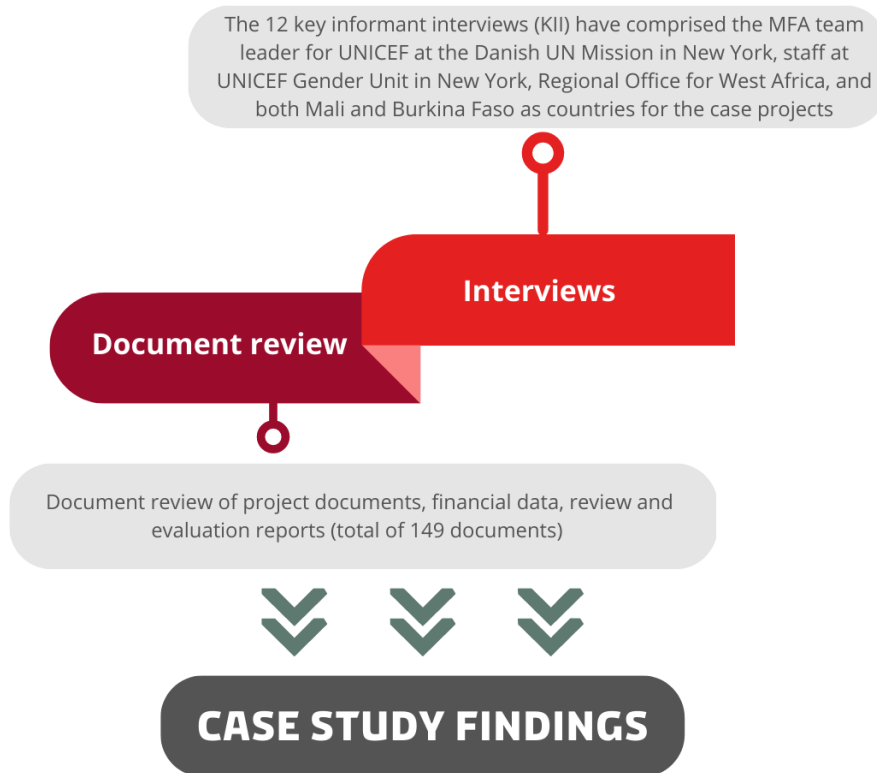 The 12 key informant interviews (KII) have comprised the MFA team
leader for UNICEF at the Danish UN Mission in New York, staff at
UNICEF Gender Unit in New York, Regional Office for West Africa, and
both Mali and Burkina Faso as countries for the case projects
Interviews
Document review
Document review of project documents, financial data, review and
evaluation reports (total of 149 documents)
CASE STUDY FINDINGS